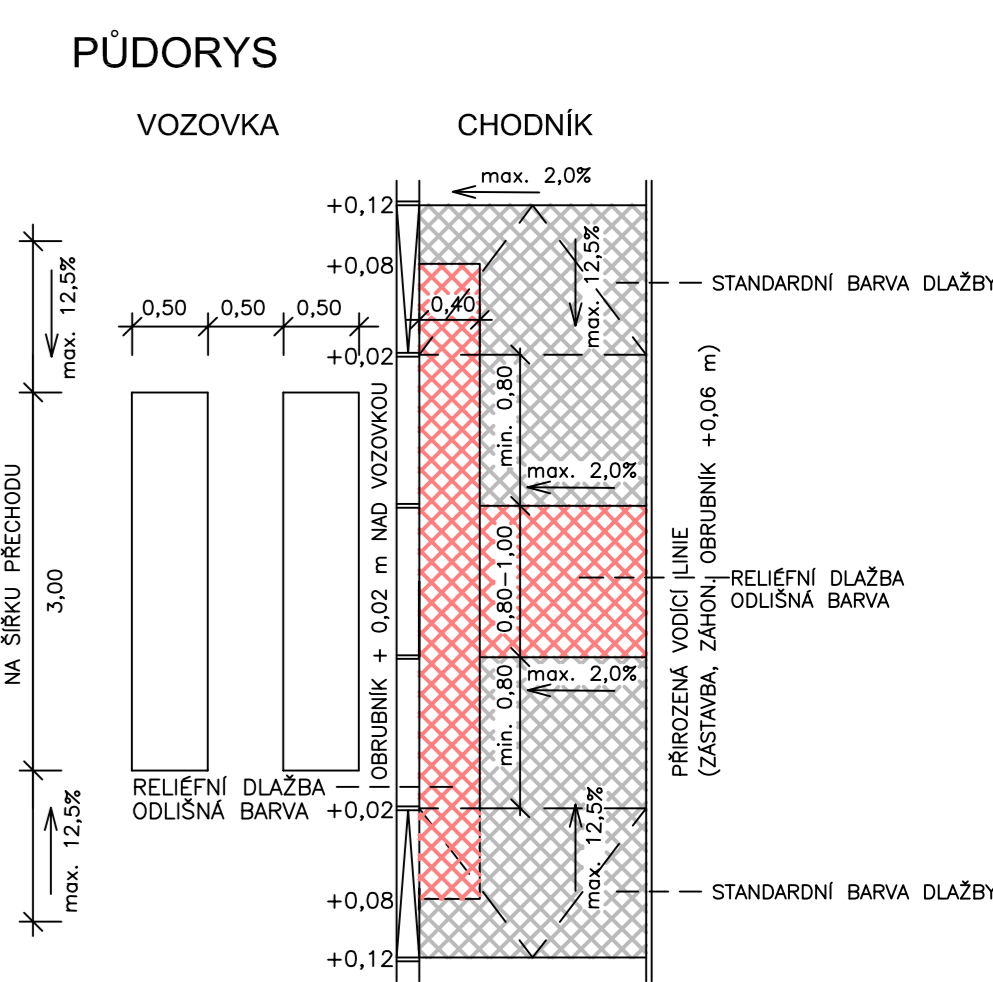 PŮDORYS
VOZOVKA
CHODNÍK
max. 2,0%
+0,12
+0,08
max. 12,5%
max. 12,5%
STANDARDNÍ BARVA DLAŽBY
0,50
0,50
0,50
0,40
+0,02
min. 0,80
max. 2,0%
NA ŠÍŘKU PŘECHODU
3,00
OBRUBNÍK + 0,02 m NAD VOZOVKOU
0,80-1,00
PŘIROZENÁ VODÍCÍ LINIE
(ZÁSTAVBA, ZÁHON, OBRUBNÍK +0,06 m)
RELIÉFNÍ DLAŽBA
ODLIŠNÁ BARVA
max. 2,0%
min. 0,80
RELIÉFNÍ DLAŽBA
ODLIŠNÁ BARVA
+0,02
max. 12,5%
max. 12,5%
STANDARDNÍ BARVA DLAŽBY
+0,08
+0,12